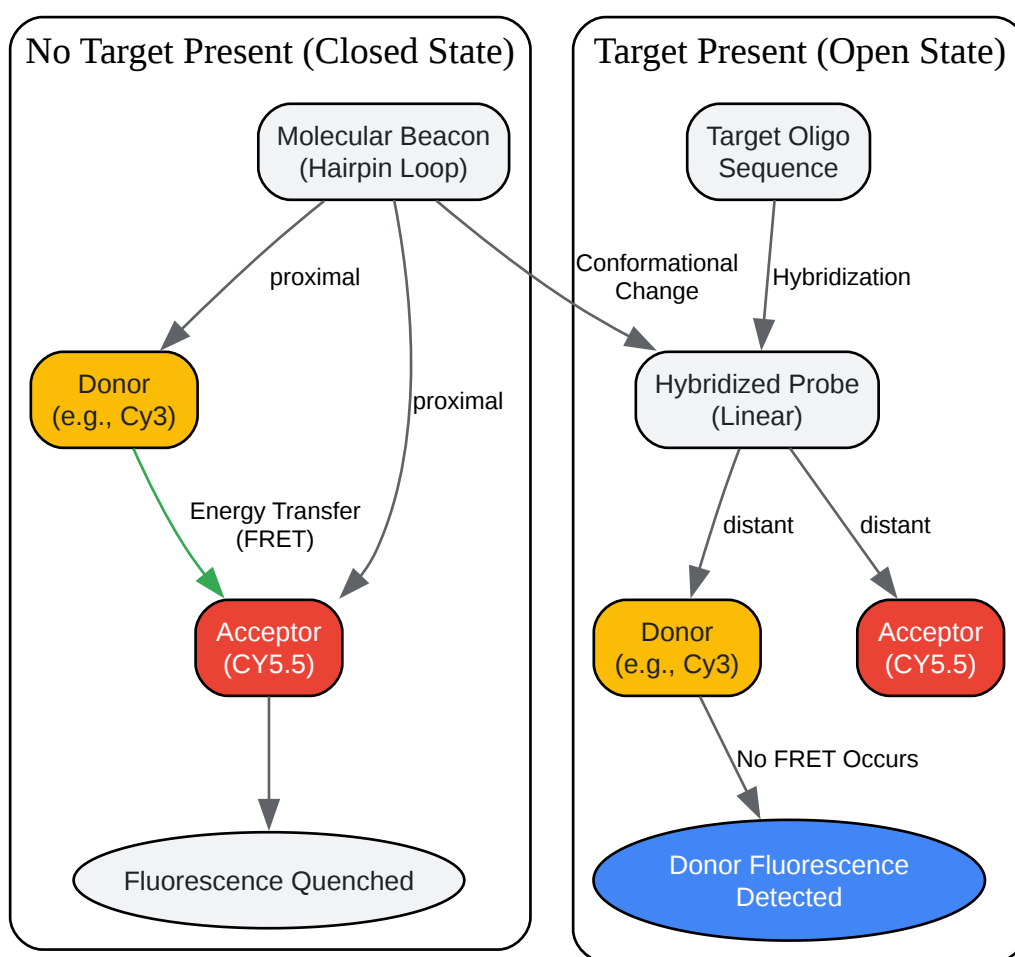 No Target Present (Closed State)
Molecular Beacon
(Hairpin Loop)
proximal
Donor
(e.g., Cy3)
proximal
Energy Transfer
(FRET)
Acceptor
(CY5.5)
Fluorescence Quenched
Target Present (Open State)
Target Oligo
Sequence
Conformational
Change
Hybridization
Hybridized Probe
(Linear)
distant
distant
Donor
(e.g., Cy3)
Acceptor
(CY5.5)
No FRET Occurs
Donor Fluorescence
Detected